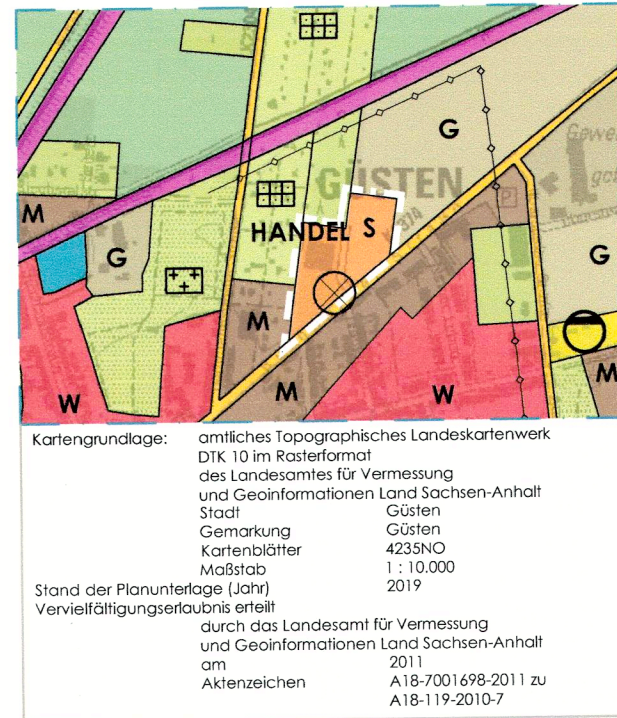 G
Gewe
GÜSTEN
M
HANDEL S
K 1314
G
G
M
M
M
W
W
Kartengrundlage: amtliches Topographisches Landeskartenwerk
DTK 10 im Rasterformat
des Landesamtes für Vermessung
und Geoinformationen Land Sachsen-Anhalt
Stadt Güsten
Gemarkung Güsten
Kartenblätter 4235NO
Maßstab 1 : 10.000
Stand der Planunterlage (Jahr) 2019
Vervielfältigungserlaubnis erteilt
durch das Landesamt für Vermessung
und Geoinformationen Land Sachsen-Anhalt
am 2011
Aktenzeichen A18-7001698-2011 zu
A18-119-2010-7